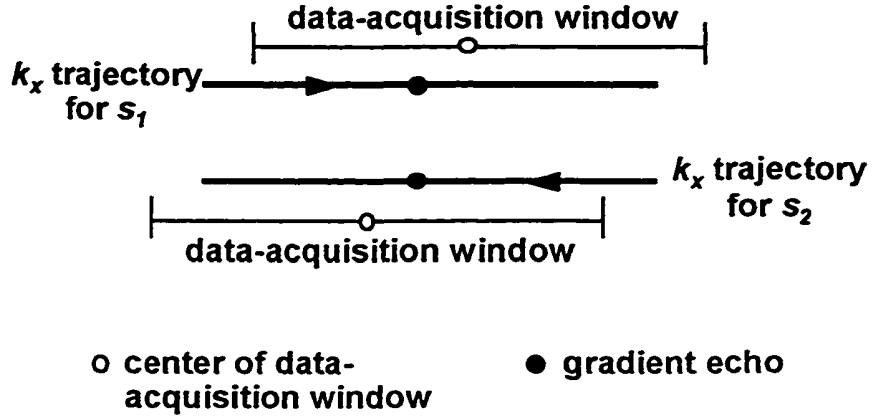 data-acquisition window
kx trajectory
for s1
kx trajectory
for s2
data-acquisition window
center of data-
acquisition window
gradient echo